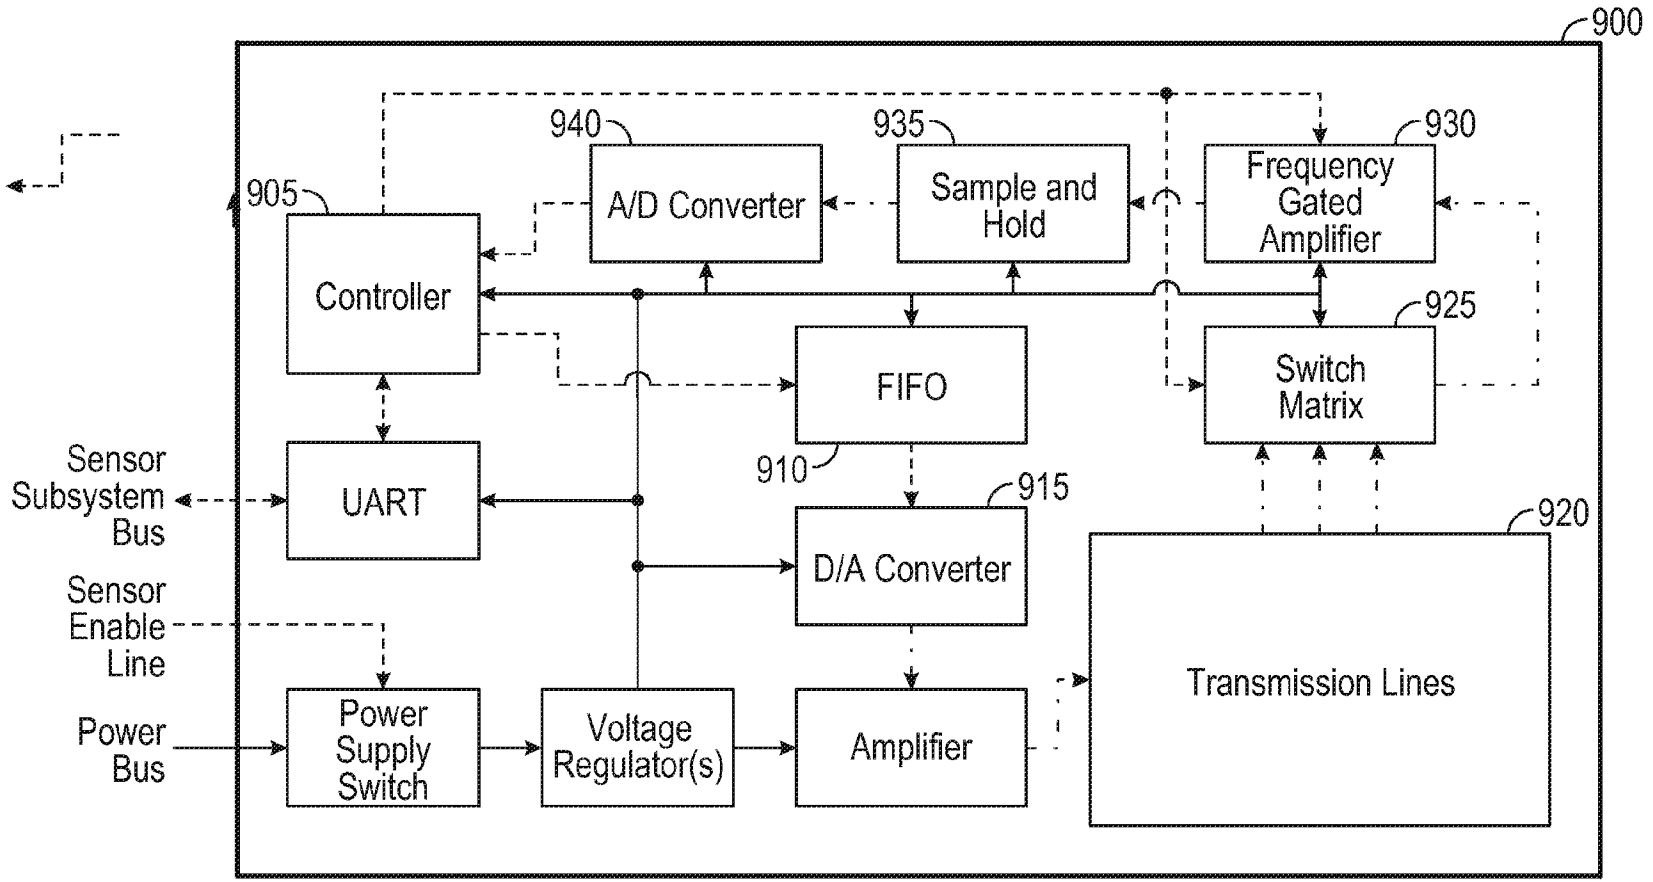 900
940
935
930
905
A/D Converter
Sample and
Hold
Frequency
Gated
Amplifier
Controller
925
FIFO
Switch
Matrix
910
Sensor
Subsystem
Bus
UART
915
920
D/A Converter
Sensor
Enable
Line
Transmission Lines
Power
Bus
Power
Supply
Switch
Voltage
Regulator(s)
Amplifier